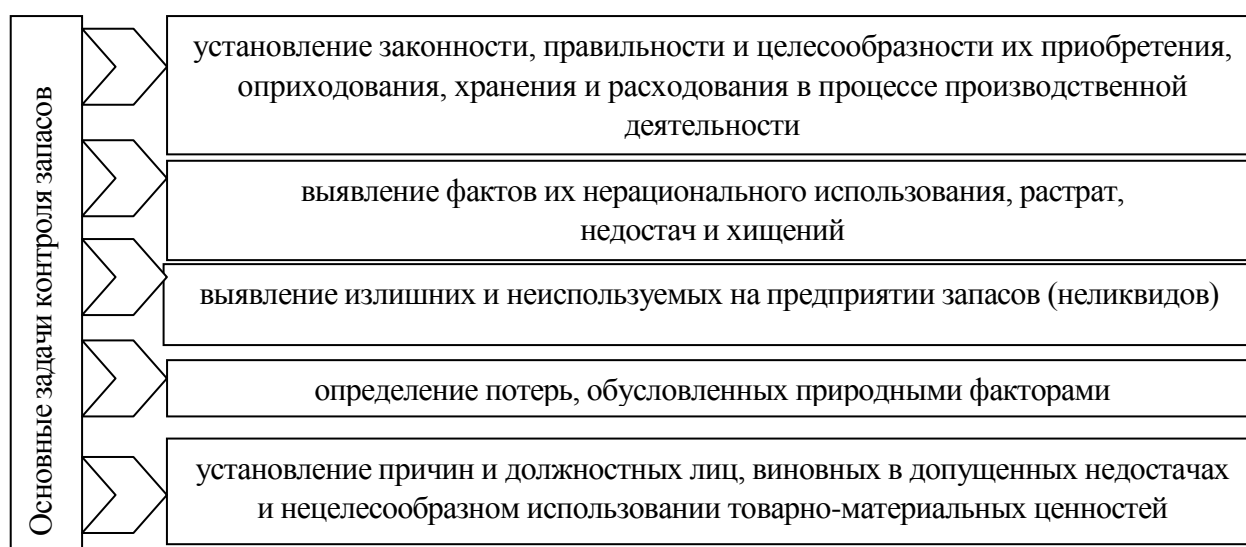 Основные задачи контроля запасов
установление законности, правильности и целесообразности их приобретения,
оприходования, хранения и расходования в процессе производственной
деятельности
выявление фактов их нерационального использования, растрат,
недостач и хищений
выявление излишних и неиспользуемых на предприятии запасов (неликвидов)
определение потерь, обусловленных природными факторами
установление причин и должностных лиц, виновных в допущенных недостачах
и нецелесообразном использовании товарно-материальных ценностей